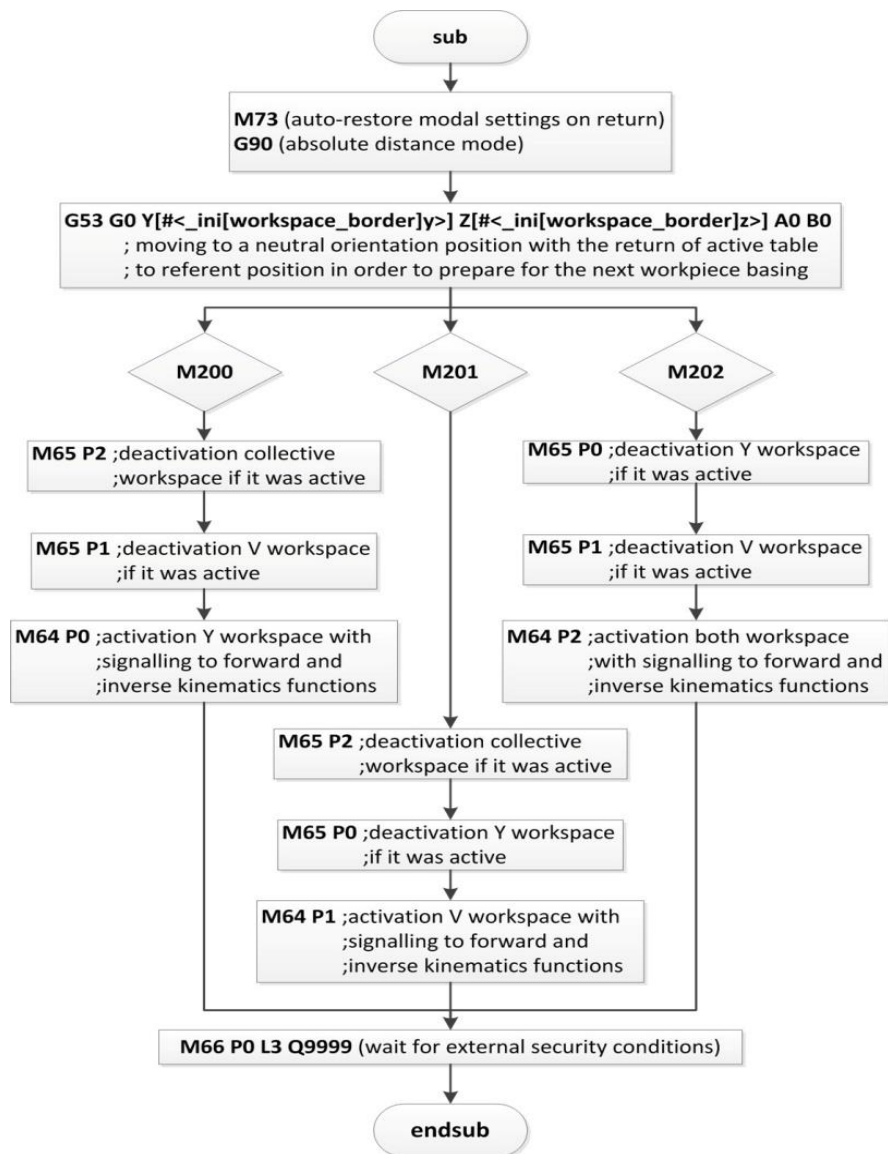 sub
M73 (auto-restore modal settings on return)
G90 (absolute distance mode)
G53 G0 Y[#<_ini[workspace_border]y>] Z[#<_ini[workspace_border]z>] A0 B0
; moving to a neutral orientation position with the return of active table
; to referent position in order to prepare for the next workpiece basing
M200
M201
M202
M65 P2 ;deactivation collective
;workspace if it was active
M65 P1 ;deactivation V workspace
;if it was active
M64 P0 ;activation Y workspace with
;signalling to forward and
;inverse kinematics functions
M65 P2 ;deactivation collective
;workspace if it was active
M65 P0 ;deactivation Y workspace
;if it was active
M64 P1 ;activation V workspace with
;signalling to forward and
;inverse kinematics functions
M65 P0 ;deactivation Y workspace
;if it was active
M65 P1 ;deactivation V workspace
;if it was active
M64 P2 ;activation both workspace
;with signalling to forward and
;inverse kinematics functions
M66 P0 L3 Q9999 (wait for external security conditions)
endsub